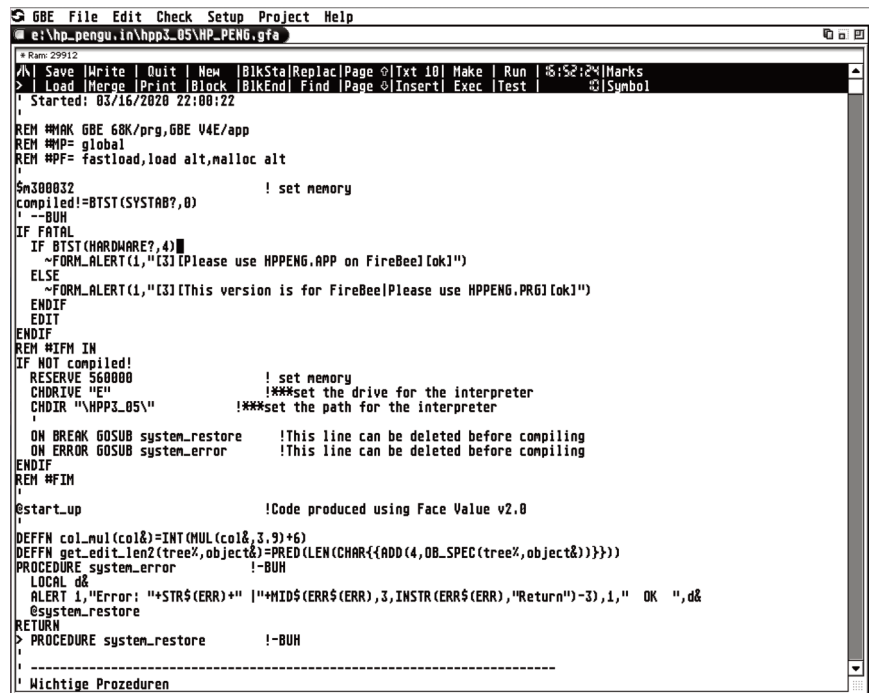 GBE File Edit Check Setup Project Help
e:\hp_pengu.in\hpp3_05\HP_PENG.gfa
* Ram: 29912
| Save |Write | Quit | New |BlkSta|Replac|Page ⇧|Txt 10| Make | Run | 16:52:24|Marks
> | Load |Merge |Print |Block |BlkEnd| Find |Page ⇩|Insert| Exec |Test | |Symbol
' Started: 03/16/2020 22:00:22
'
REM #MAK GBE 68K/prg,GBE V4E/app
REM #MP= global
REM #PF= fastload,load alt,malloc alt
'
$m300032 ! set memory
compiled!=BTST(SYSTAB?,0)
' --BUH
IF FATAL
IF BTST(HARDWARE?,4)
~FORM_ALERT(1,"[3][Please use HPPENG.APP on FireBee][ok]")
ELSE
~FORM_ALERT(1,"[3][This version is for FireBee|Please use HPPENG.PRG][ok]")
ENDIF
EDIT
ENDIF
REM #IFM IN
IF NOT compiled!
RESERVE 560000 ! set memory
CHDRIVE "E" !***set the drive for the interpreter
CHDIR "\HPP3_05\" !***set the path for the interpreter
'
ON BREAK GOSUB system_restore !This line can be deleted before compiling
ON ERROR GOSUB system_error !This line can be deleted before compiling
ENDIF
REM #FIM
'
@start_up !Code produced using Face Value v2.0
'
DEFFN col_mul(col&)=INT(MUL(col&,3.9)+6)
DEFFN get_edit_len2(tree%,object&)=PRED(LEN(CHAR{{ADD(4,OB_SPEC(tree%,object&))}}))
PROCEDURE system_error !-BUH
LOCAL d&
ALERT 1,"Error: "+STR$(ERR)+" |"+MID$(ERR$(ERR),3,INSTR(ERR$(ERR),"Return")-3),1," OK ",d&
@system_restore
RETURN
> PROCEDURE system_restore !-BUH
'
' ----------------------------------------------------------------------
' Wichtige Prozeduren